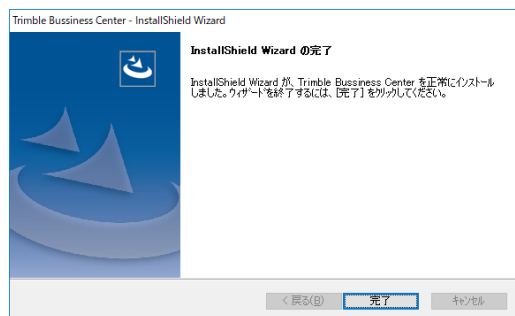 Trimble Bussiness Center - InstallShield Wizard
InstallShield Wizard の完了
InstallShield Wizard が、Trimble Bussiness Center を正常にインストール
しました。ウィザードを終了するには、[完了] をクリックしてください。
< 戻る(B)
完了
キャンセル